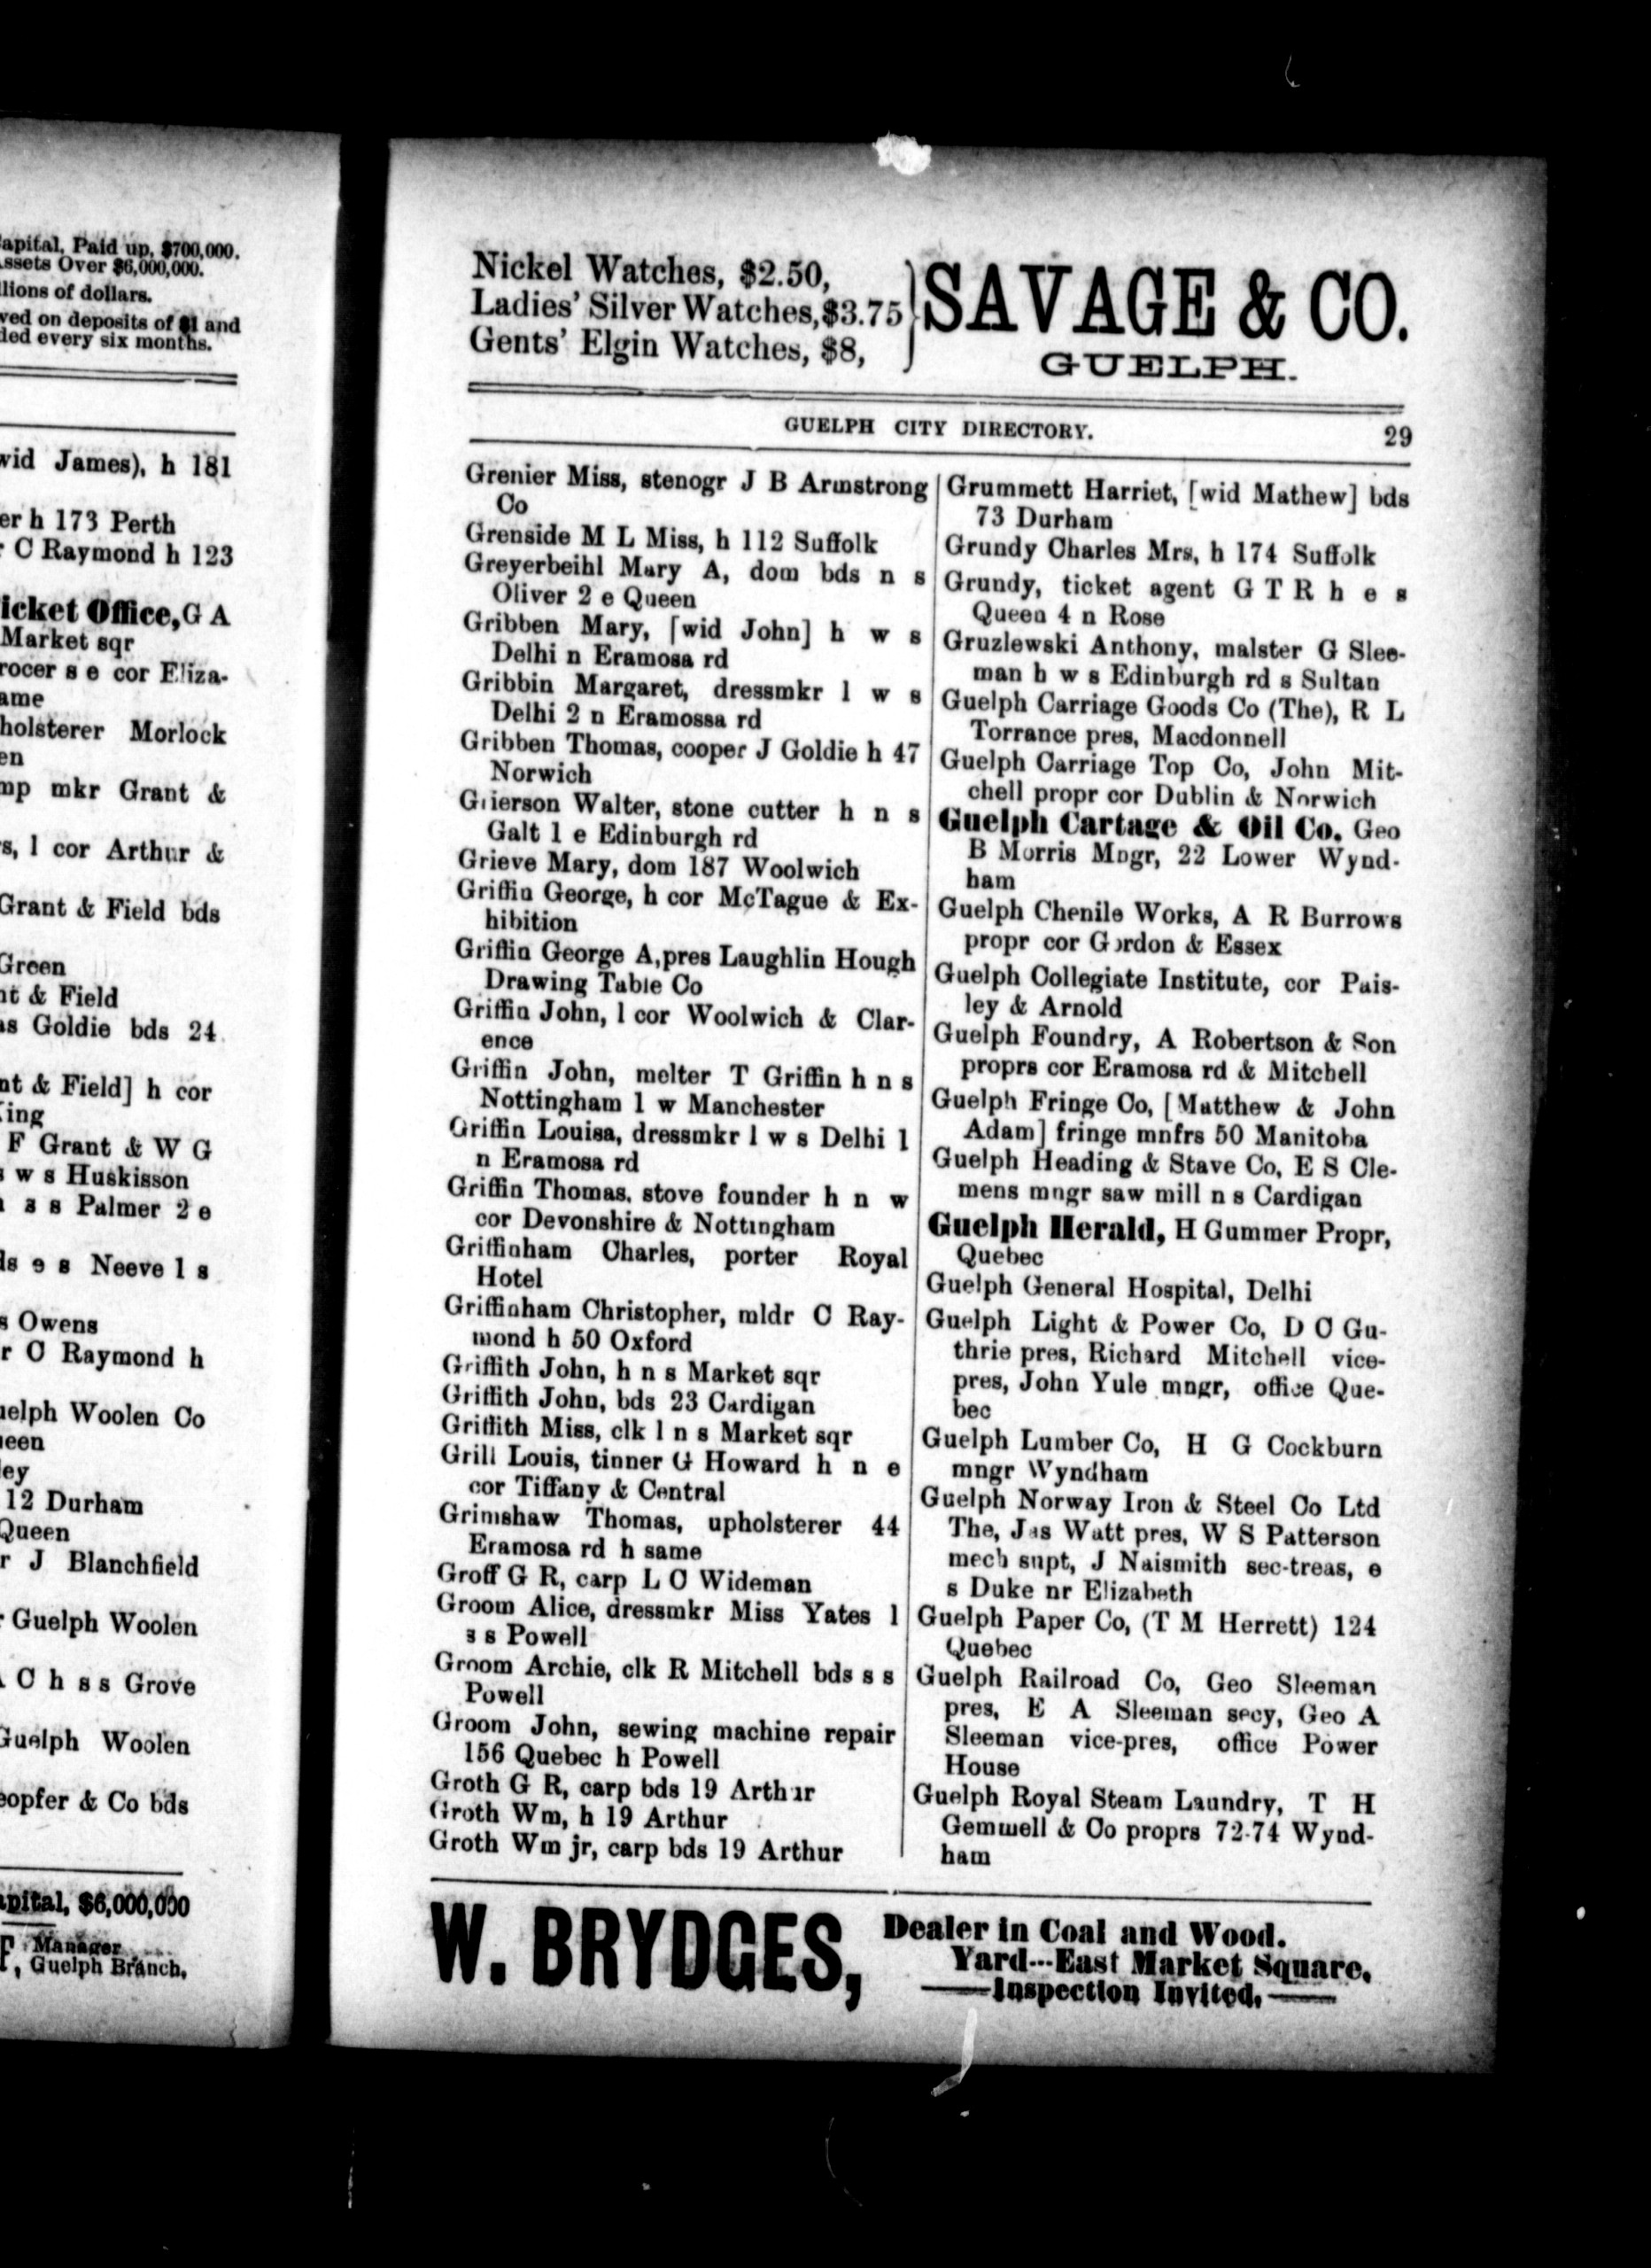 apital, Paid up, $700,000.
ssets Over $6,000,000.
llions of dollars.
ved on deposits of $1 and
ded every six months.
wid James), h 181
er h 173 Perth
r C Raymond h 123
icket Office, G A
Market sqr
rocer s e cor Eliza-
ame
holsterer Morlock
en
mp mkr Grant &
s, l cor Arthur &
Grant & Field bds
Green
nt & Field
as Goldie bds 24
nt & Field] h cor
ing
F Grant & W G
s w s Huskisson
s s Palmer 2 e
ds e s Neeve 1 s
s Owens
r C Raymond h
uelph Woolen Co
ueen
ley
12 Durham
Queen
r J Blanchfield
r Guelph Woolen
C h s s Grove
Guelph Woolen
oepfer & Co bds
apital, $6,000,000
Manager
Guelph Branch,
Nickel Watches, $2.50,
Ladies' Silver Watches, $3.75
Gents' Elgin Watches, $8,
SAVAGE & CO.
GUELPH.
GUELPH CITY DIRECTORY. 29
Grenier Miss, stenogr J B Armstrong
Co
Grenside M L Miss, h 112 Suffolk
Greyerbeihl Mary A, dom bds n s
Oliver 2 e Queen
Gribben Mary, [wid John] h w s
Delhi n Eramosa rd
Gribbin Margaret, dressmkr l w s
Delhi 2 n Eramossa rd
Gribben Thomas, cooper J Goldie h 47
Norwich
Grierson Walter, stone cutter h n s
Galt 1 e Edinburgh rd
Grieve Mary, dom 187 Woolwich
Griffin George, h cor McTague & Ex-
hibition
Griffin George A, pres Laughlin Hough
Drawing Table Co
Griffin John, l cor Woolwich & Clar-
ence
Griffin John, melter T Griffin h n s
Nottingham 1 w Manchester
Griffin Louisa, dressmkr l w s Delhi 1
n Eramosa rd
Griffin Thomas, stove founder h n w
cor Devonshire & Nottingham
Griffinham Charles, porter Royal
Hotel
Griffinham Christopher, mldr C Ray-
mond h 50 Oxford
Griffith John, h n s Market sqr
Griffith John, bds 23 Cardigan
Griffith Miss, clk l n s Market sqr
Grill Louis, tinner G Howard h n e
cor Tiffany & Central
Grimshaw Thomas, upholsterer 44
Eramosa rd h same
Groff G R, carp L C Wideman
Groom Alice, dressmkr Miss Yates l
s s Powell
Groom Archie, clk R Mitchell bds s s
Powell
Groom John, sewing machine repair
156 Quebec h Powell
Groth G R, carp bds 19 Arthur
Groth Wm, h 19 Arthur
Groth Wm jr, carp bds 19 Arthur
Grummett Harriet, [wid Mathew] bds
73 Durham
Grundy Charles Mrs, h 174 Suffolk
Grundy, ticket agent G T R h e s
Queen 4 n Rose
Gruzlewski Anthony, malster G Slee-
man h w s Edinburgh rd s Sultan
Guelph Carriage Goods Co (The), R L
Torrance pres, Macdonnell
Guelph Carriage Top Co, John Mit-
chell propr cor Dublin & Norwich
Guelph Cartage & Oil Co. Geo
B Morris Mngr, 22 Lower Wynd-
ham
Guelph Chenile Works, A R Burrows
propr cor Gordon & Essex
Guelph Collegiate Institute, cor Pais-
ley & Arnold
Guelph Foundry, A Robertson & Son
proprs cor Eramosa rd & Mitchell
Guelph Fringe Co, [Matthew & John
Adam] fringe mnfrs 50 Manitoba
Guelph Heading & Stave Co, E S Cle-
mens mngr saw mill n s Cardigan
Guelph Herald, H Gummer Propr,
Quebec
Guelph General Hospital, Delhi
Guelph Light & Power Co, D C Gu-
thrie pres, Richard Mitchell vice-
pres, John Yule mngr, office Que-
bec
Guelph Lumber Co, H G Cockburn
mngr Wyndham
Guelph Norway Iron & Steel Co Ltd
The, Jas Watt pres, W S Patterson
mech supt, J Naismith sec-treas, e
s Duke nr Elizabeth
Guelph Paper Co, (T M Herrett) 124
Quebec
Guelph Railroad Co, Geo Sleeman
pres, E A Sleeman secy, Geo A
Sleeman vice-pres, office Power
House
Guelph Royal Steam Laundry, T H
Gemmell & Co proprs 72-74 Wynd-
ham
W. BRYDGES,
Dealer in Coal and Wood.
Yard---East Market Square.
Inspection Invited.